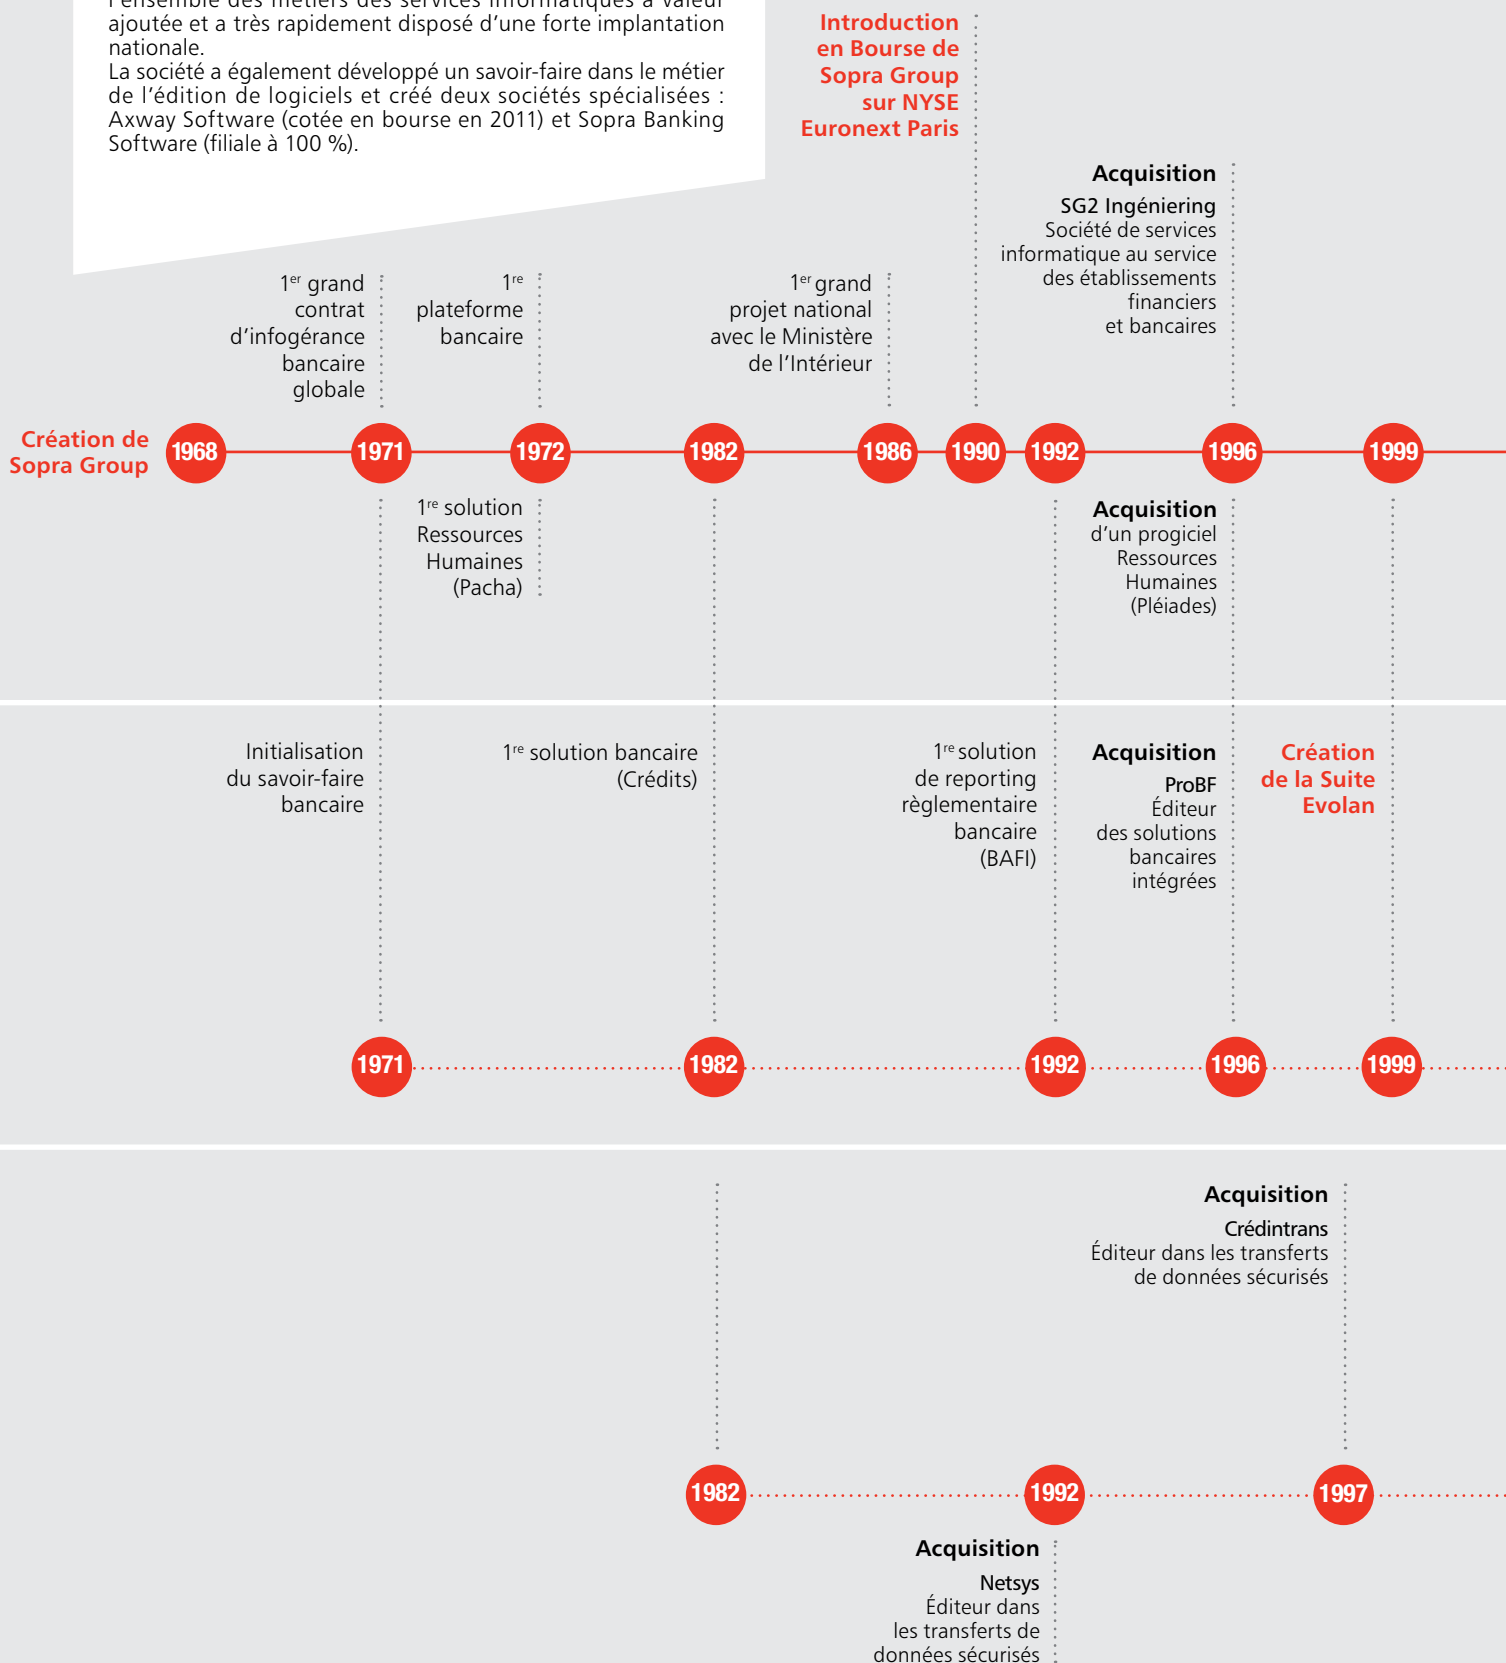 l'ensemble des métiers des services informatiques à valeur
ajoutée et a très rapidement disposé d'une forte implantation
nationale.
La société a également développé un savoir-faire dans le métier
de l'édition de logiciels et créé deux sociétés spécialisées :
Axway Software (cotée en bourse en 2011) et Sopra Banking
Software (filiale à 100 %).
Introduction
en Bourse de
Sopra Group
sur NYSE
Euronext Paris
Acquisition
SG2 Ingéniering
Société de services
informatique au service
des établissements
financiers
et bancaires
1er grand
contrat
d'infogérance
bancaire
globale
1re
plateforme
bancaire
1er grand
projet national
avec le Ministère
de l'Intérieur
Création de
Sopra Group
1968
1971
1972
1982
1986
1990
1992
1996
1999
1re solution
Ressources
Humaines
(Pacha)
Acquisition
d'un progiciel
Ressources
Humaines
(Pléiades)
Initialisation
du savoir-faire
bancaire
1re solution bancaire
(Crédits)
1re solution
de reporting
règlementaire
bancaire
(BAFI)
Acquisition
ProBF
Éditeur
des solutions
bancaires
intégrées
Création
de la Suite
Evolan
1971
1982
1992
1996
1999
Acquisition
Crédintrans
Éditeur dans les transferts
de données sécurisés
1982
1992
1997
Acquisition
Netsys
Éditeur dans
les transferts de
données sécurisés